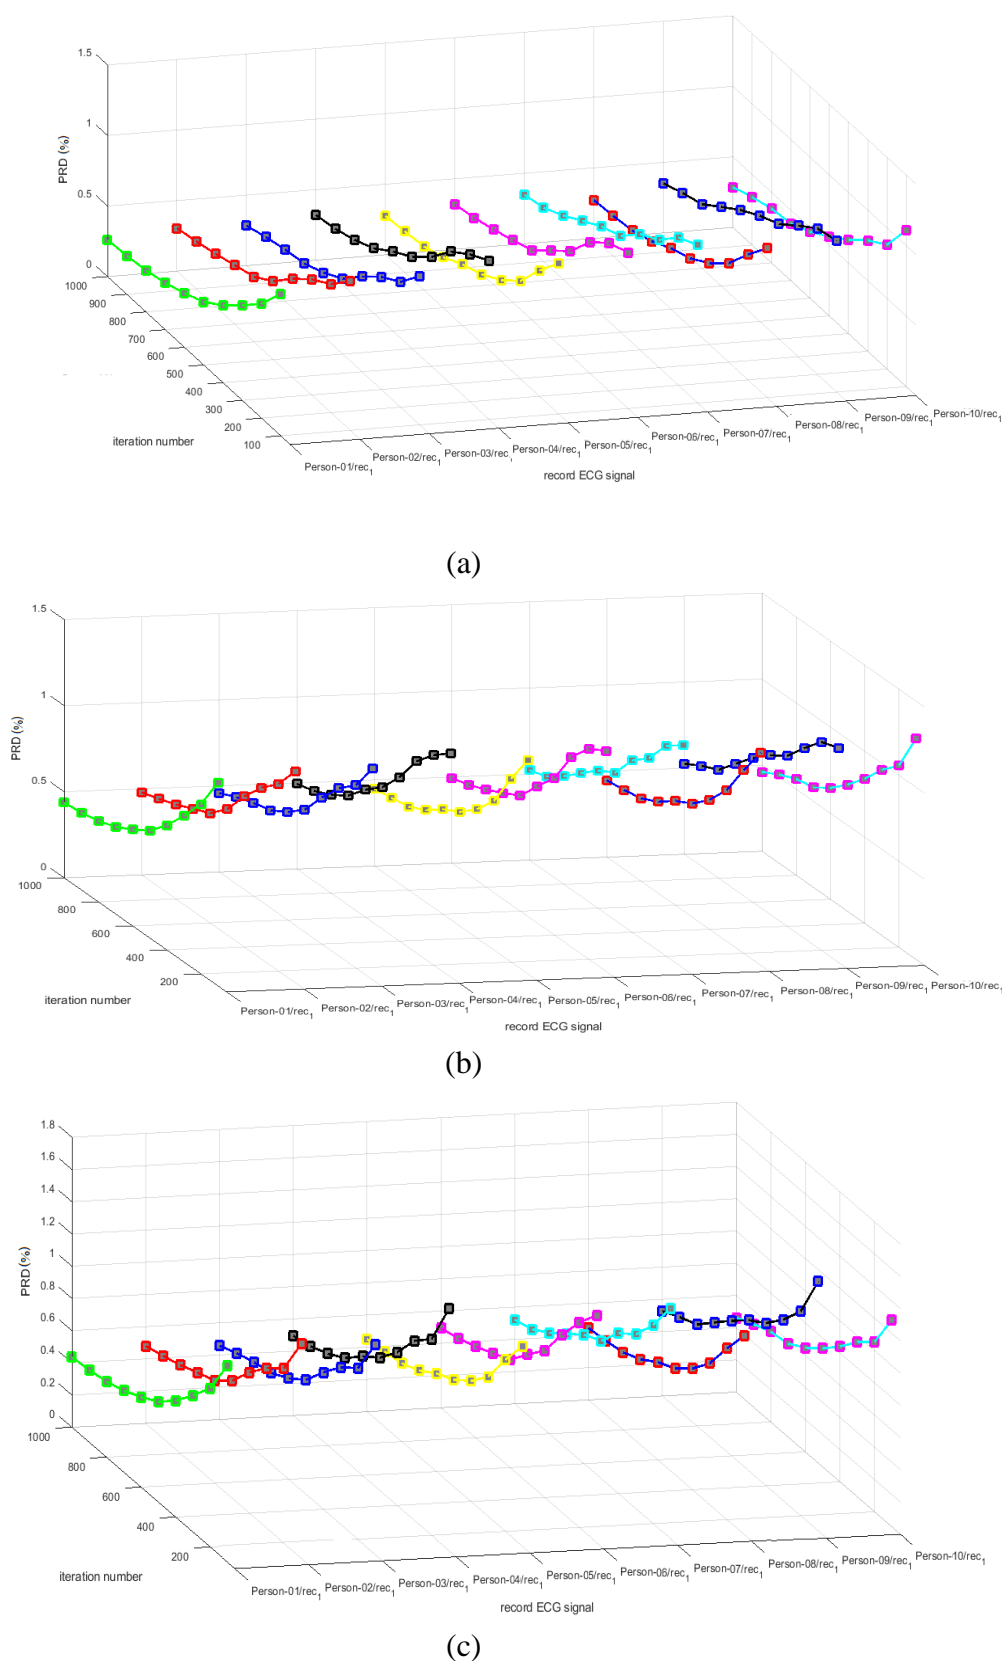 1.5
1
0.5
0
PRD (%)
1000
900
800
700
600
500
400
300
200
100
iteration number
Person-01/rec1
Person-02/rec1
Person-03/rec1
Person-04/rec1
Person-05/rec1
Person-06/rec1
Person-07/rec1
Person-08/rec1
Person-09/rec1
Person-10/rec1
record ECG signal
(a)
1.5
1
0.5
0
PRD (%)
1000
800
600
400
200
iteration number
Person-01/rec1
Person-02/rec1
Person-03/rec1
Person-04/rec1
Person-05/rec1
Person-06/rec1
Person-07/rec1
Person-08/rec1
Person-09/rec1
Person-10/rec1
record ECG signal
(b)
1.8
1.6
1.4
1.2
1
0.8
0.6
0.4
0.2
0
PRD (%)
1000
800
600
400
200
iteration number
Person-01/rec1
Person-02/rec1
Person-03/rec1
Person-04/rec1
Person-05/rec1
Person-06/rec1
Person-07/rec1
Person-08/rec1
Person-09/rec1
Person-10/rec1
record ECG signal
(c)